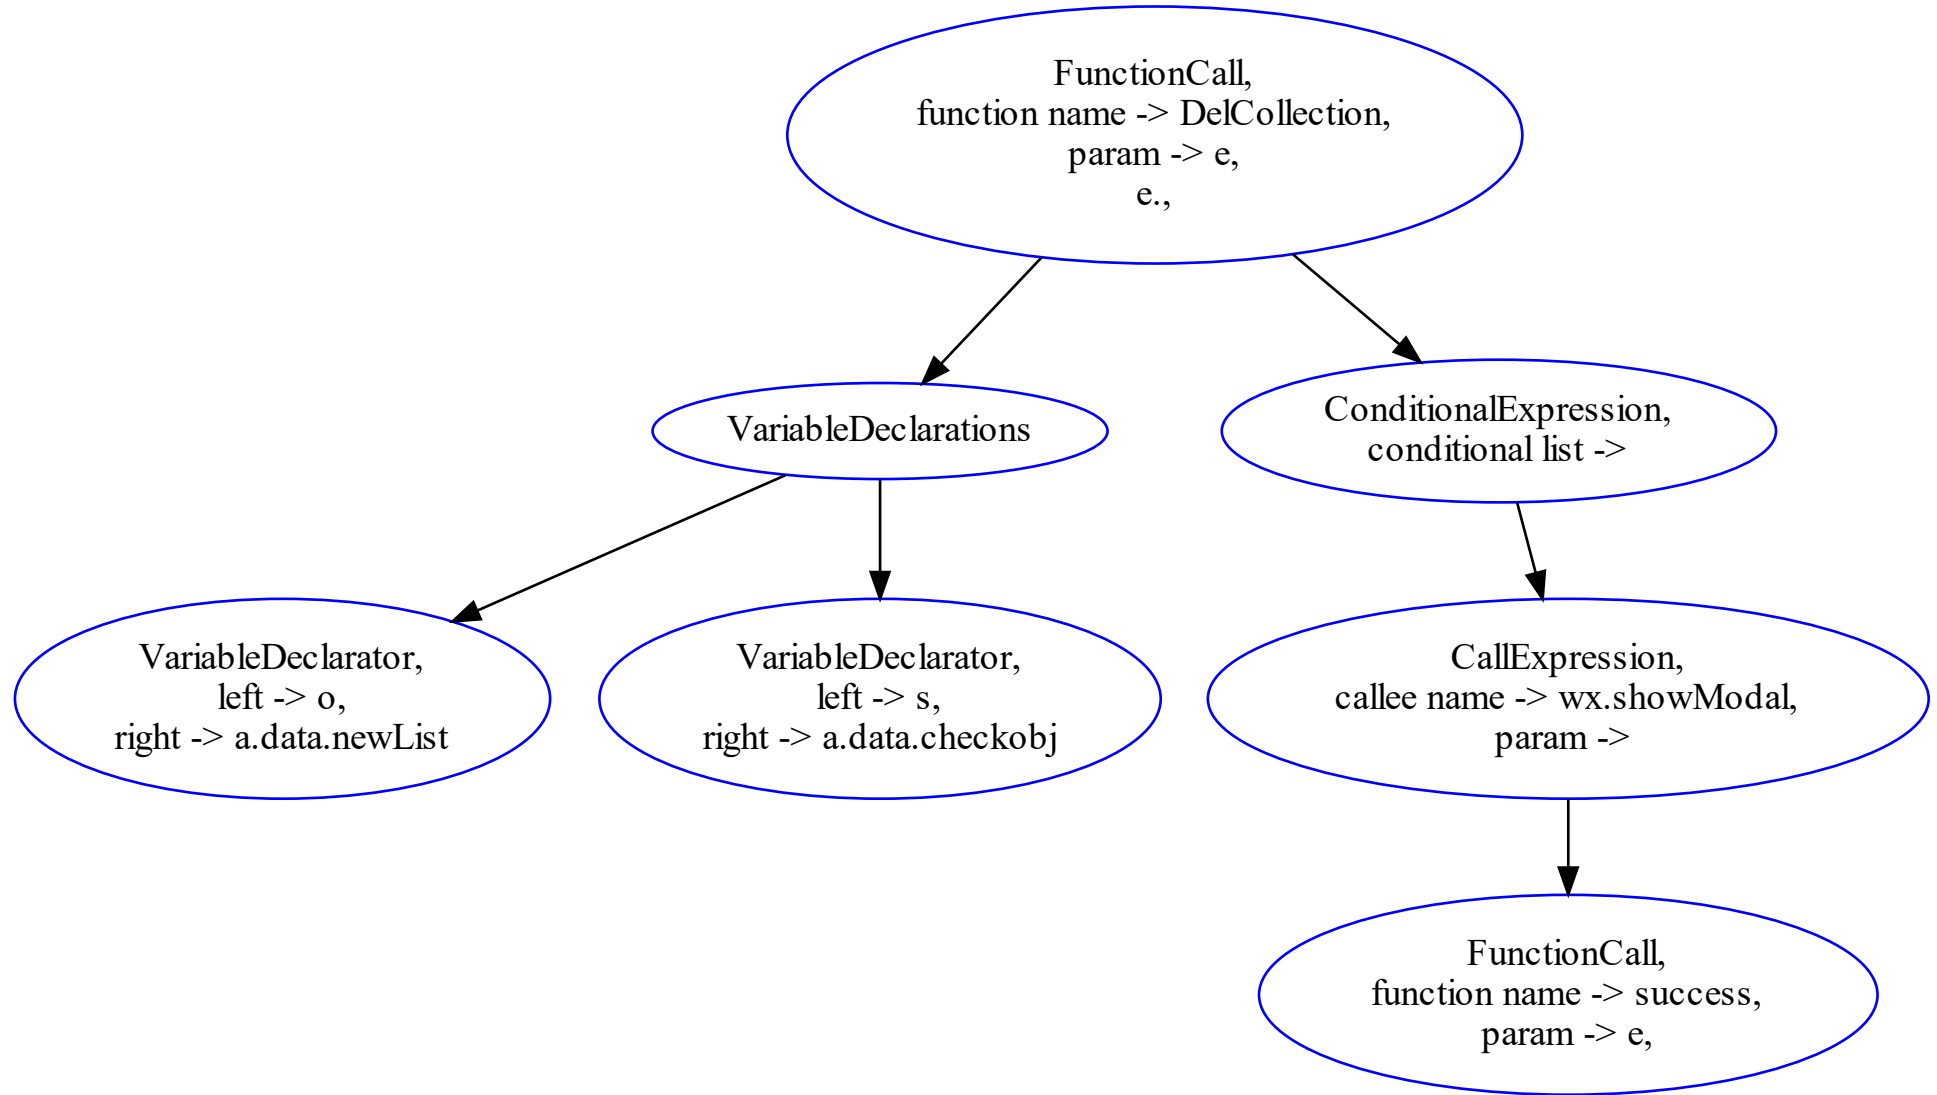 FunctionCall,
function name -> DelCollection,
param -> e,
e.,
VariableDeclarations
ConditionalExpression,
conditional list ->
VariableDeclarator,
left -> o,
right -> a.data.newList
VariableDeclarator,
left -> s,
right -> a.data.checkobj
CallExpression,
callee name -> wx.showModal,
param ->
FunctionCall,
function name -> success,
param -> e,